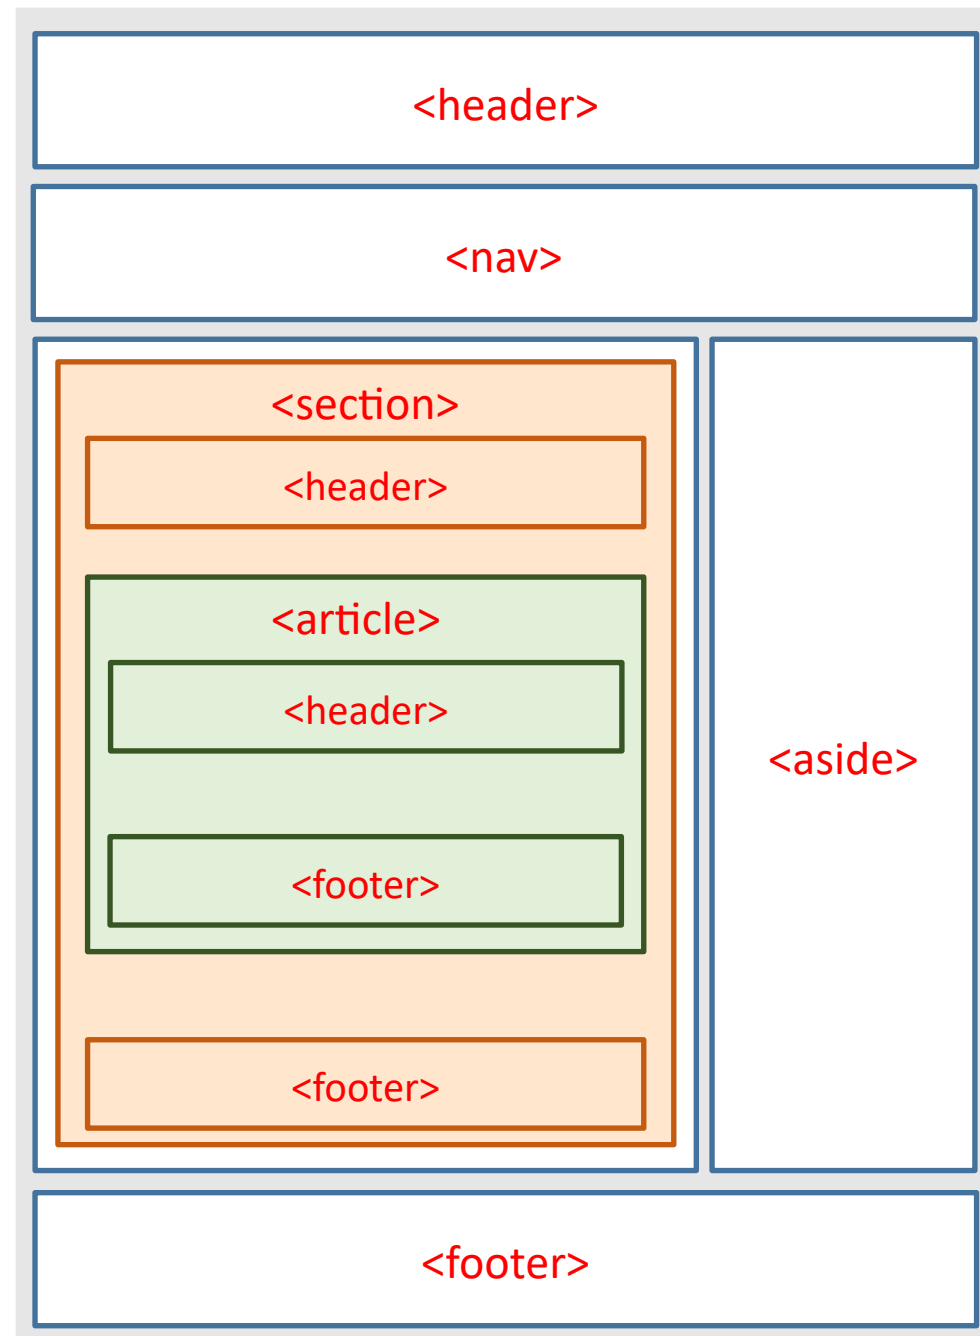 <header>
<nav>
<section>
<header>
<article>
<header>
<footer>
<footer>
<aside>
<footer>